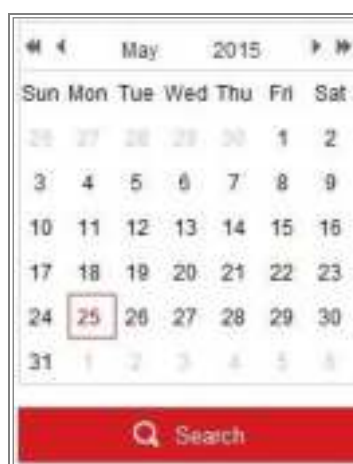 May 2015
Sun Mon Tue Wed Thu Fri Sat
26 27 28 29 30 1 2
3 4 5 6 7 8 9
10 11 12 13 14 15 16
17 18 19 20 21 22 23
24 25 26 27 28 29 30
31 1 2 3 4 5 6
Search